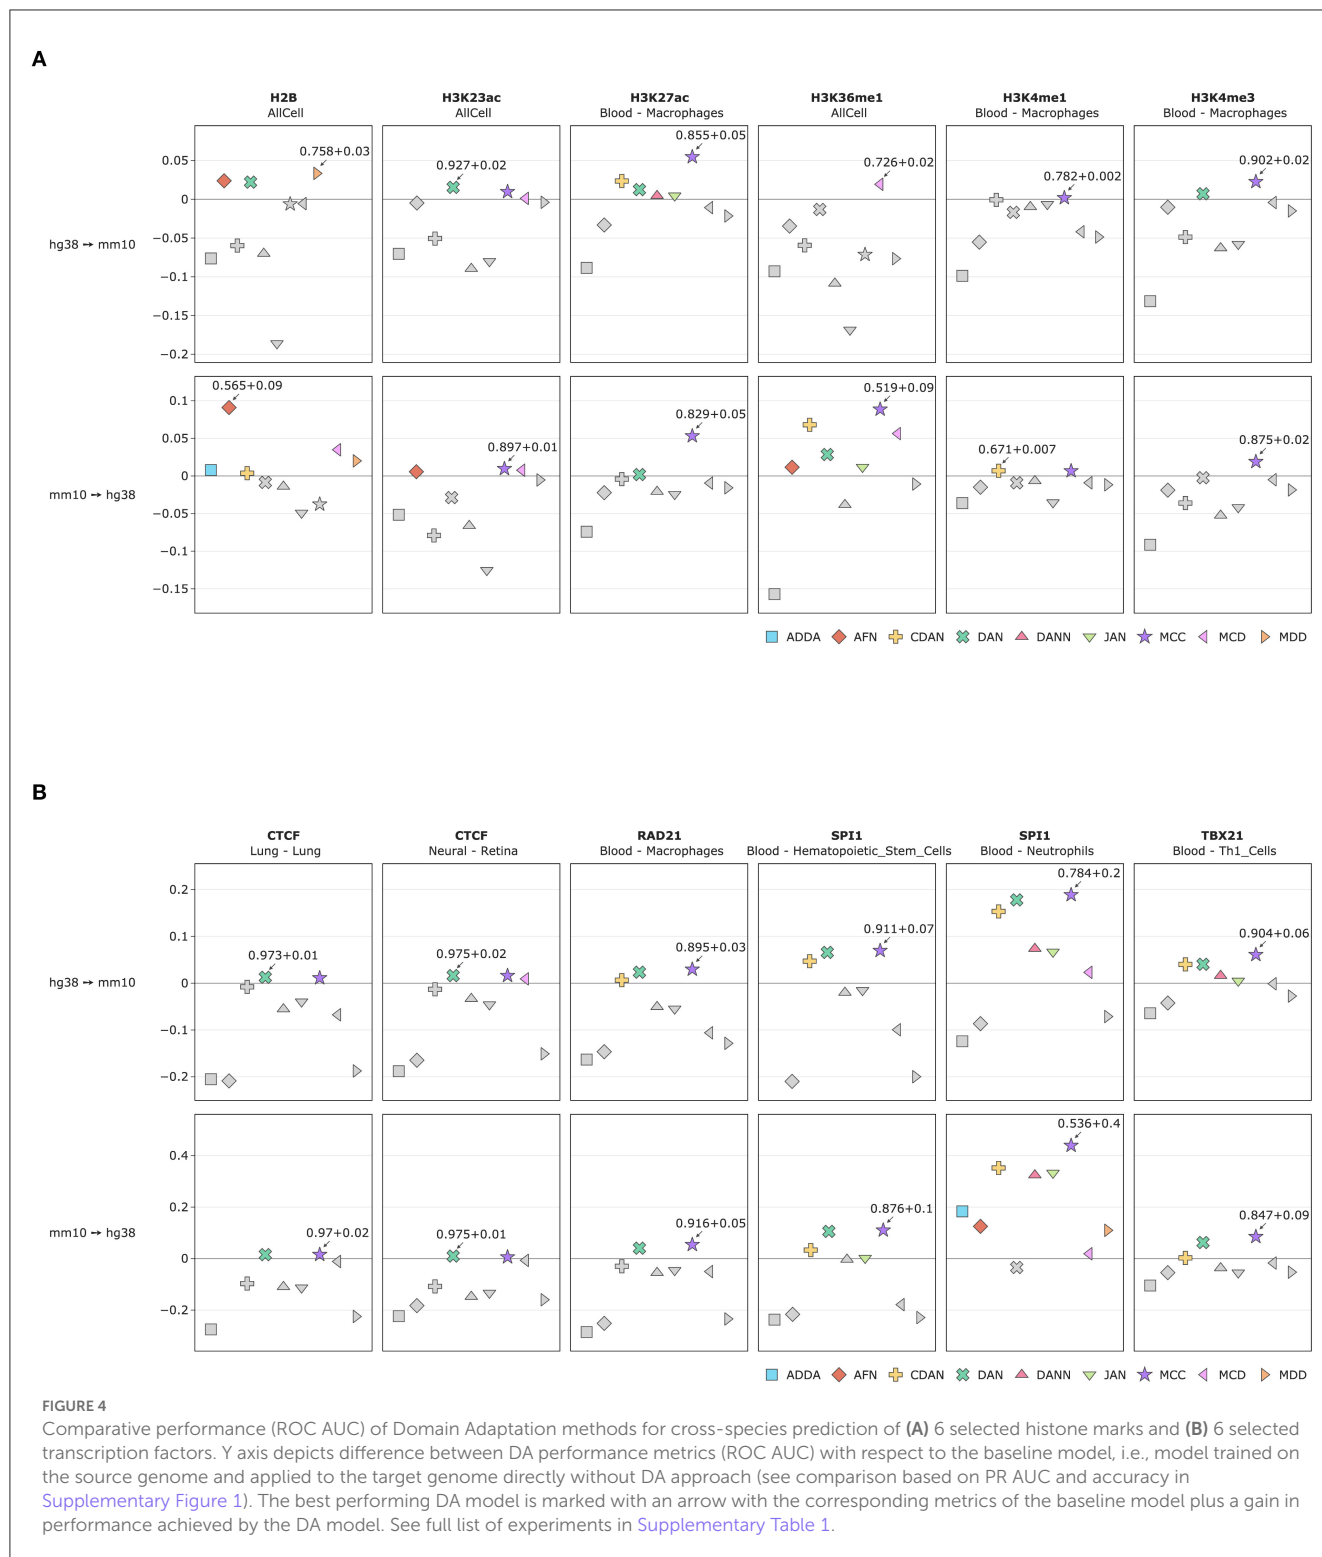 A
H2B
AllCell
H3K23ac
AllCell
H3K27ac
Blood - Macrophages
H3K36me1
AllCell
H3K4me1
Blood - Macrophages
H3K4me3
Blood - Macrophages
hg38 → mm10
0.05
0
−0.05
−0.1
−0.15
−0.2
0.758+0.03
0.927+0.02
0.855+0.05
0.726+0.02
0.782+0.002
0.902+0.02
mm10 → hg38
0.1
0.05
0
−0.05
−0.1
−0.15
0.565+0.09
0.897+0.01
0.829+0.05
0.519+0.09
0.671+0.007
0.875+0.02
ADDA AFN CDAN DAN DANN JAN MCC MCD MDD
B
CTCF
Lung - Lung
CTCF
Neural - Retina
RAD21
Blood - Macrophages
SPI1
Blood - Hematopoietic_Stem_Cells
SPI1
Blood - Neutrophils
TBX21
Blood - Th1_Cells
hg38 → mm10
0.2
0.1
0
−0.1
−0.2
0.973+0.01
0.975+0.02
0.895+0.03
0.911+0.07
0.784+0.2
0.904+0.06
mm10 → hg38
0.4
0.2
0
−0.2
0.97+0.02
0.975+0.01
0.916+0.05
0.876+0.1
0.536+0.4
0.847+0.09
ADDA AFN CDAN DAN DANN JAN MCC MCD MDD
FIGURE 4
Comparative performance (ROC AUC) of Domain Adaptation methods for cross-species prediction of (A) 6 selected histone marks and (B) 6 selected
transcription factors. Y axis depicts difference between DA performance metrics (ROC AUC) with respect to the baseline model, i.e., model trained on
the source genome and applied to the target genome directly without DA approach (see comparison based on PR AUC and accuracy in
Supplementary Figure 1). The best performing DA model is marked with an arrow with the corresponding metrics of the baseline model plus a gain in
performance achieved by the DA model. See full list of experiments in Supplementary Table 1.